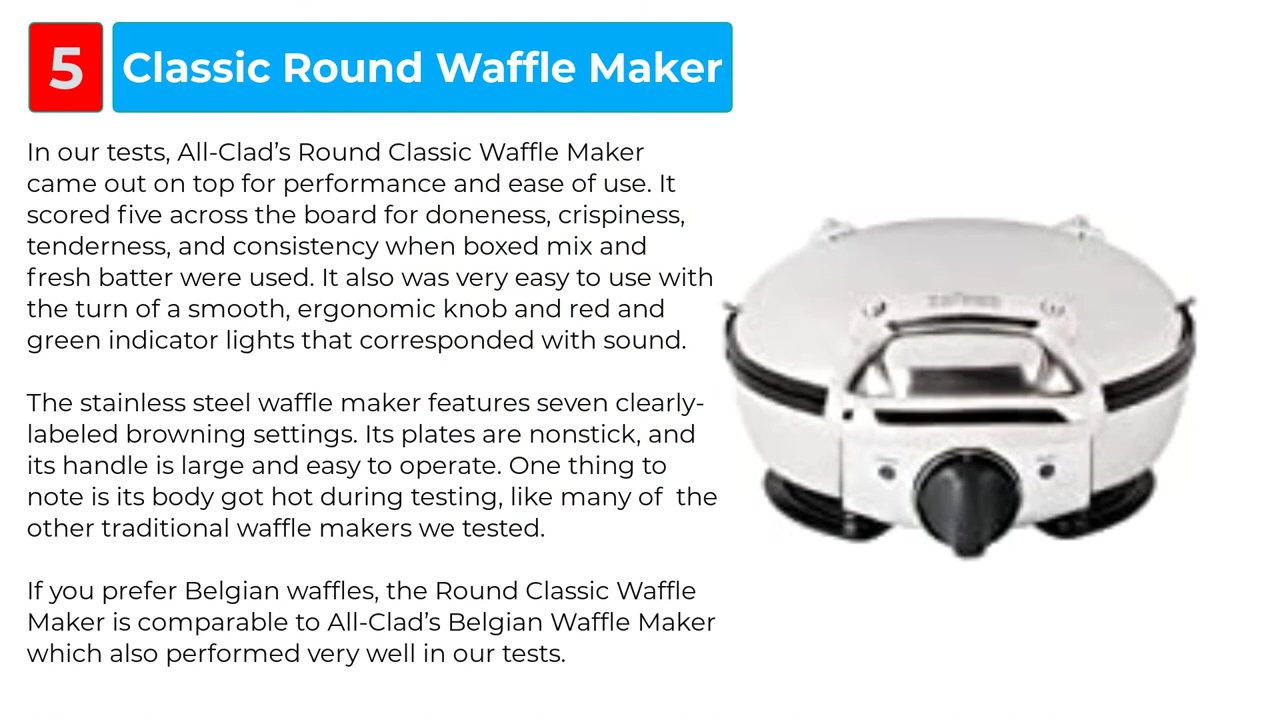 5
Classic Round Waffle Maker
In our tests, All-Clad’s Round Classic Waffle Maker
came out on top for performance and ease of use. It
scored five across the board for doneness, crispiness,
tenderness, and consistency when boxed mix and
fresh batter were used. It also was very easy to use with
the turn of a smooth, ergonomic knob and red and
green indicator lights that corresponded with sound.
The stainless steel waffle maker features seven clearly-
labeled browning settings. Its plates are nonstick, and
its handle is large and easy to operate. One thing to
note is its body got hot during testing, like many of  the
other traditional waffle makers we tested.
If you prefer Belgian waffles, the Round Classic Waffle
Maker is comparable to All-Clad’s Belgian Waffle Maker
which also performed very well in our tests.